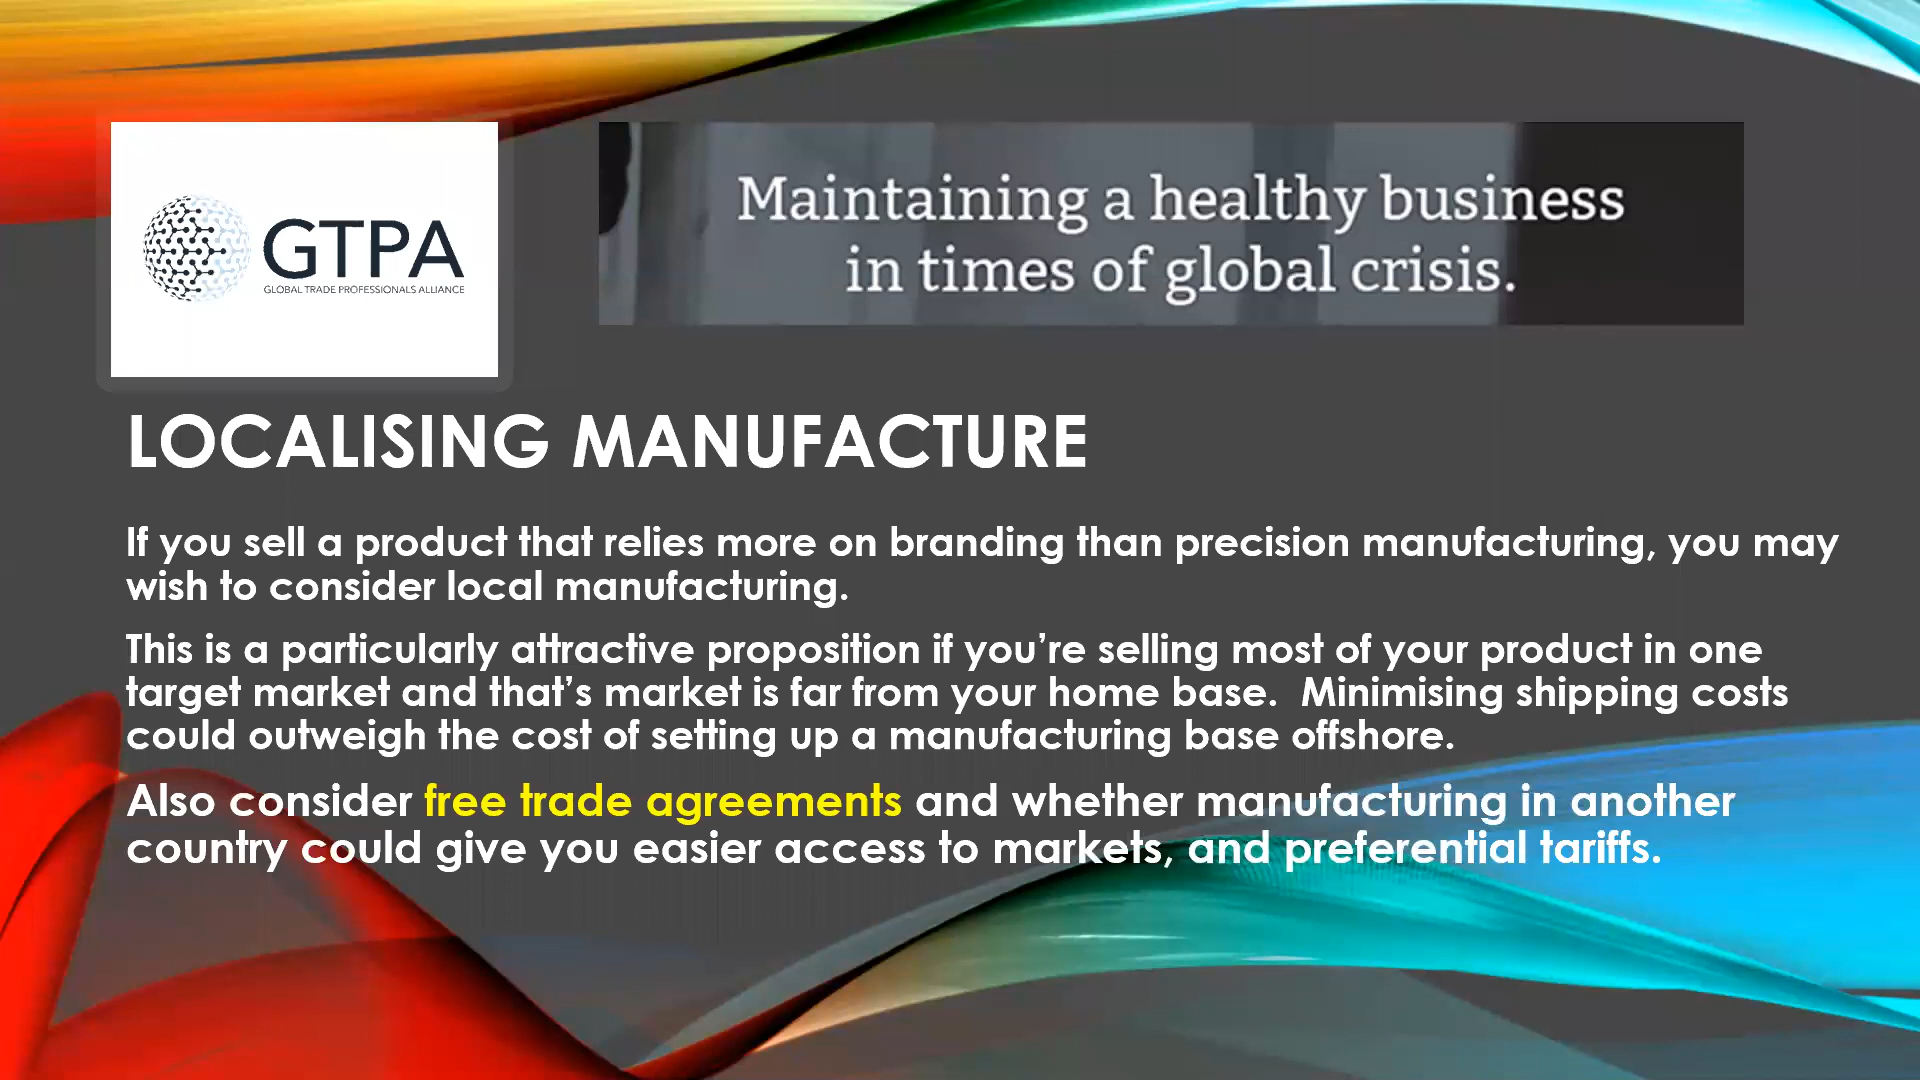 GTPA
GLOBAL TRADE PROFESSIONALS ALLIANCE
Maintaining a healthy business
in times of global crisis.
LOCALISING MANUFACTURE
If you sell a product that relies more on branding than precision manufacturing, you may
wish to consider local manufacturing.
This is a particularly attractive proposition if you’re selling most of your product in one
target market and that’s market is far from your home base.  Minimising shipping costs
could outweigh the cost of setting up a manufacturing base offshore.
Also consider free trade agreements and whether manufacturing in another
country could give you easier access to markets, and preferential tariffs.